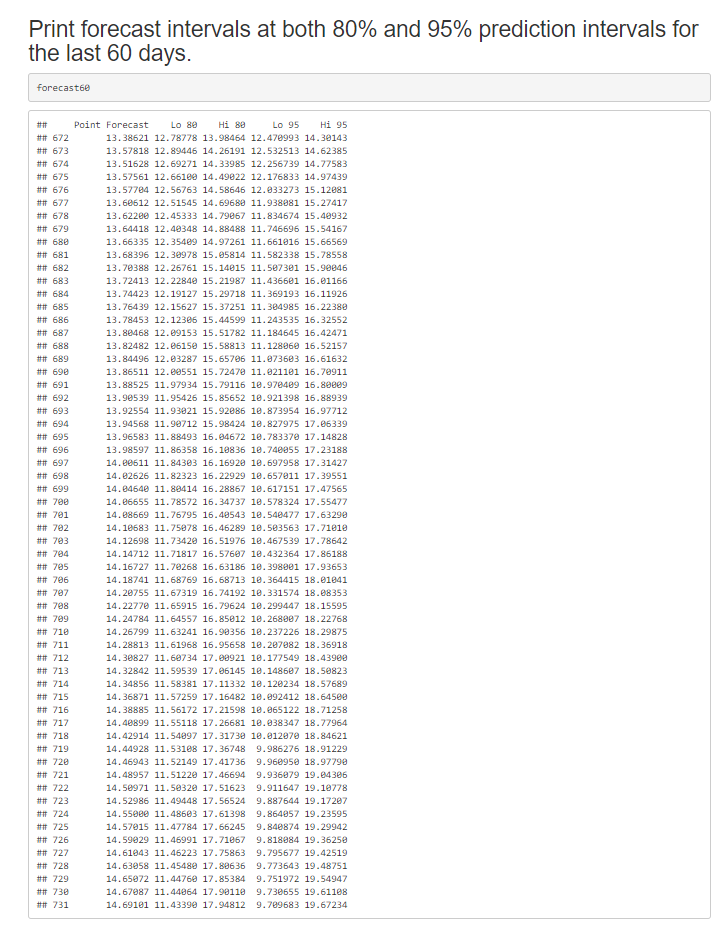 Print forecast intervals at both 80% and 95% prediction intervals for
the last 60 days.
forecast60
##     Point Forecast    Lo 80    Hi 80     Lo 95    Hi 95
## 672       13.38621 12.78778 13.98464 12.470993 14.30143
## 673       13.57818 12.89446 14.26191 12.532513 14.62385
## 674       13.51628 12.69271 14.33985 12.256739 14.77583
## 675       13.57561 12.66100 14.49022 12.176833 14.97439
## 676       13.57704 12.56763 14.58646 12.033273 15.12081
## 677       13.60612 12.51545 14.69680 11.938081 15.27417
## 678       13.62200 12.45333 14.79067 11.834674 15.40932
## 679       13.64418 12.40348 14.88488 11.746696 15.54167
## 680       13.66335 12.35409 14.97261 11.661016 15.66569
## 681       13.68396 12.30978 15.05814 11.582338 15.78558
## 682       13.70388 12.26761 15.14015 11.507301 15.90046
## 683       13.72413 12.22840 15.21987 11.436601 16.01166
## 684       13.74423 12.19127 15.29718 11.369193 16.11926
## 685       13.76439 12.15627 15.37251 11.304985 16.22380
## 686       13.78453 12.12306 15.44599 11.243535 16.32552
## 687       13.80468 12.09153 15.51782 11.184645 16.42471
## 688       13.82482 12.06150 15.58813 11.128060 16.52157
## 689       13.84496 12.03287 15.65706 11.073603 16.61632
## 690       13.86511 12.00551 15.72470 11.021101 16.70911
## 691       13.88525 11.97934 15.79116 10.970409 16.80009
## 692       13.90539 11.95426 15.85652 10.921398 16.88939
## 693       13.92554 11.93021 15.92086 10.873954 16.97712
## 694       13.94568 11.90712 15.98424 10.827975 17.06339
## 695       13.96583 11.88493 16.04672 10.783370 17.14828
## 696       13.98597 11.86358 16.10836 10.740055 17.23188
## 697       14.00611 11.84303 16.16920 10.697958 17.31427
## 698       14.02626 11.82323 16.22929 10.657011 17.39551
## 699       14.04640 11.80414 16.28867 10.617151 17.47565
## 700       14.06655 11.78572 16.34737 10.578324 17.55477
## 701       14.08669 11.76795 16.40543 10.540477 17.63290
## 702       14.10683 11.75078 16.46289 10.503563 17.71010
## 703       14.12698 11.73420 16.51976 10.467539 17.78642
## 704       14.14712 11.71817 16.57607 10.432364 17.86188
## 705       14.16727 11.70268 16.63186 10.398001 17.93653
## 706       14.18741 11.68769 16.68713 10.364415 18.01041
## 707       14.20755 11.67319 16.74192 10.331574 18.08353
## 708       14.22770 11.65915 16.79624 10.299447 18.15595
## 709       14.24784 11.64557 16.85012 10.268007 18.22768
## 710       14.26799 11.63241 16.90356 10.237226 18.29875
## 711       14.28813 11.61968 16.95658 10.207082 18.36918
## 712       14.30827 11.60734 17.00921 10.177549 18.43900
## 713       14.32842 11.59539 17.06145 10.148607 18.50823
## 714       14.34856 11.58381 17.11332 10.120234 18.57689
## 715       14.36871 11.57259 17.16482 10.092412 18.64500
## 716       14.38885 11.56172 17.21598 10.065122 18.71258
## 717       14.40899 11.55118 17.26681 10.038347 18.77964
## 718       14.42914 11.54097 17.31730 10.012070 18.84621
## 719       14.44928 11.53108 17.36748  9.986276 18.91229
## 720       14.46943 11.52149 17.41736  9.960950 18.97790
## 721       14.48957 11.51220 17.46694  9.936079 19.04306
## 722       14.50971 11.50320 17.51623  9.911647 19.10778
## 723       14.52986 11.49448 17.56524  9.887644 19.17207
## 724       14.55000 11.48603 17.61398  9.864057 19.23595
## 725       14.57015 11.47784 17.66245  9.840874 19.29942
## 726       14.59029 11.46991 17.71067  9.818084 19.36250
## 727       14.61043 11.46223 17.75863  9.795677 19.42519
## 728       14.63058 11.45480 17.80636  9.773643 19.48751
## 729       14.65072 11.44760 17.85384  9.751972 19.54947
## 730       14.67087 11.44064 17.90110  9.730655 19.61108
## 731       14.69101 11.43390 17.94812  9.709683 19.67234